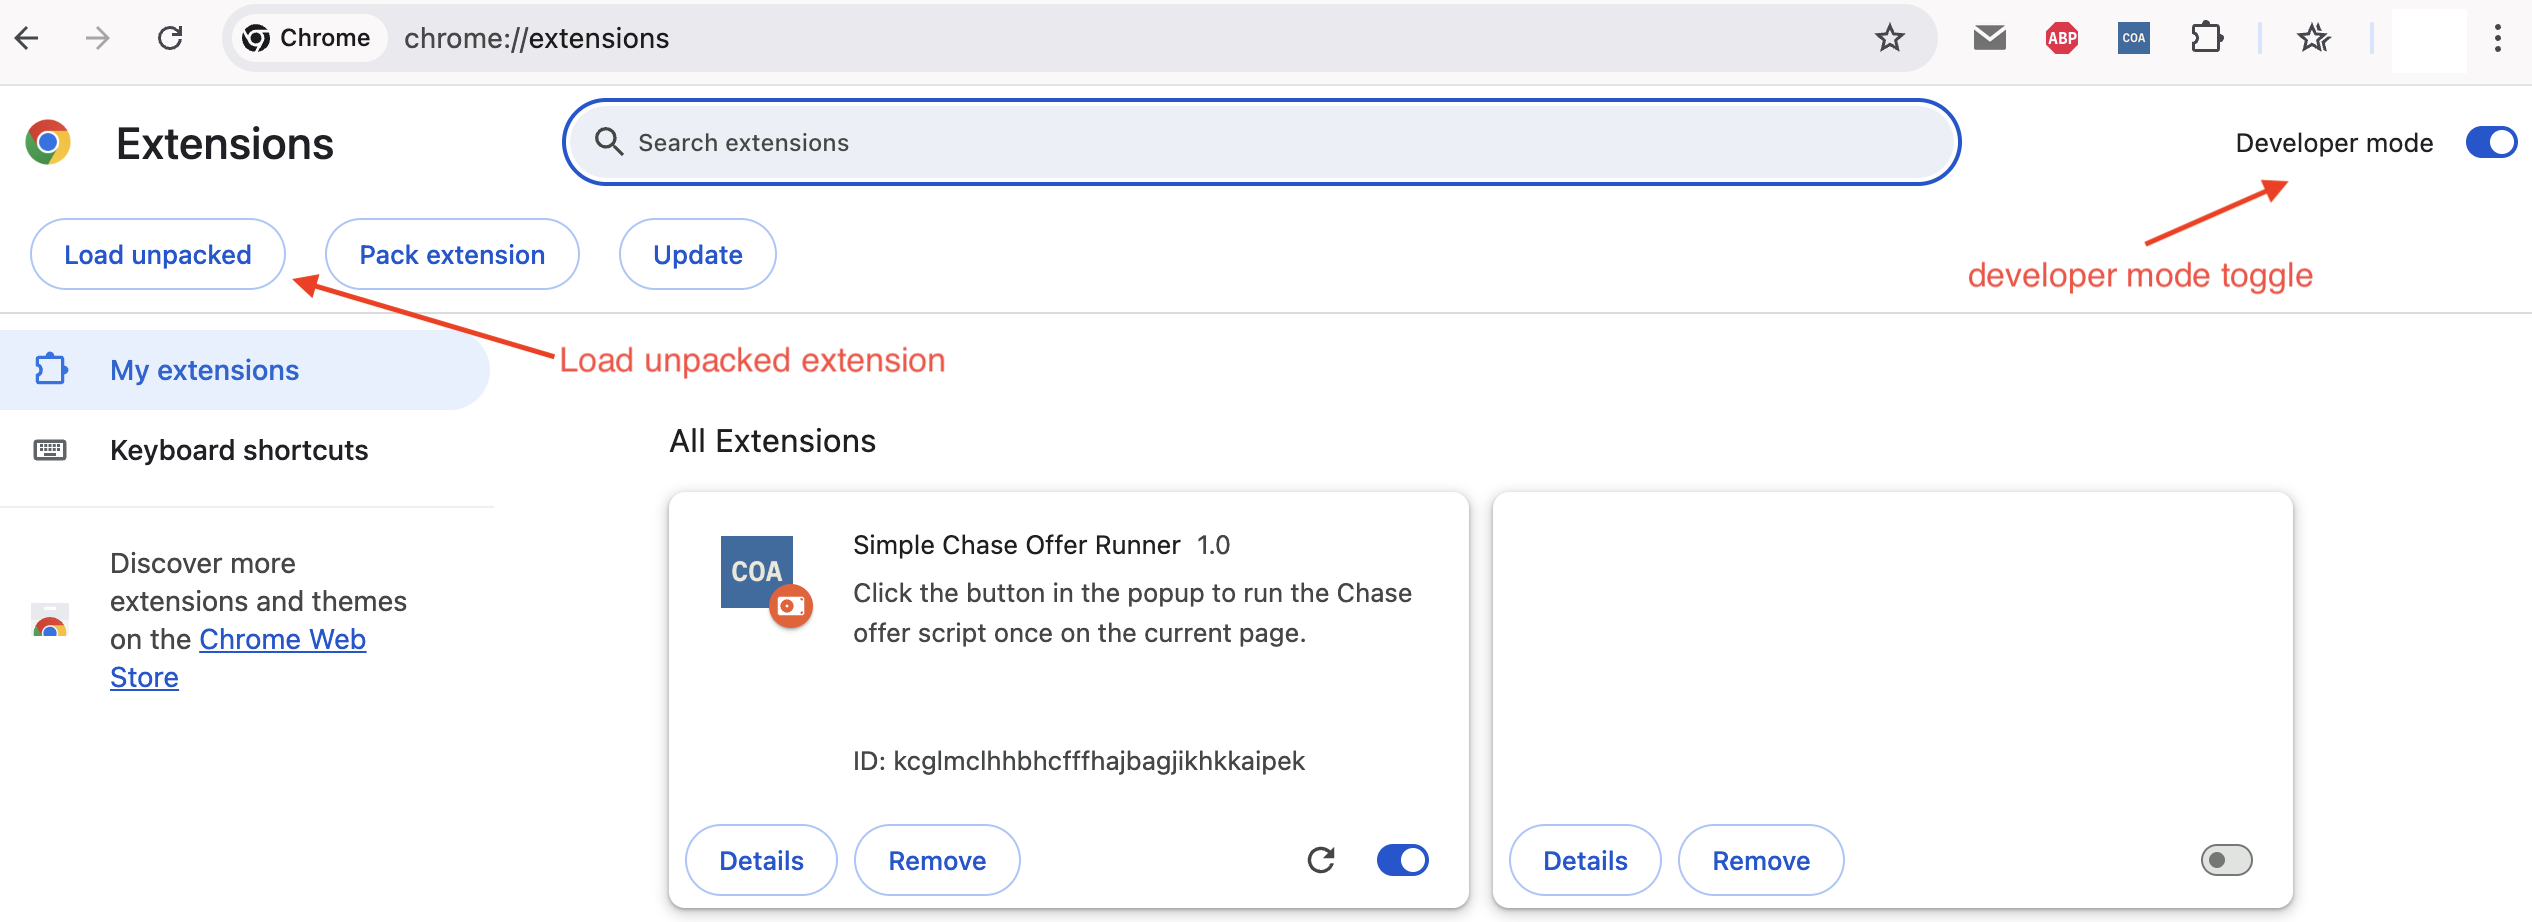 Chrome
chrome://extensions
ABP
COA
Extensions
Search extensions
Developer mode
Load unpacked
Pack extension
Update
developer mode toggle
Load unpacked extension
My extensions
Keyboard shortcuts
Discover more
extensions and themes
on the Chrome Web
Store
All Extensions
COA
Simple Chase Offer Runner 1.0
Click the button in the popup to run the Chase
offer script once on the current page.
ID: kcglmclhhbhcfffhajbagjikhkkaipek
Details
Remove
Details
Remove